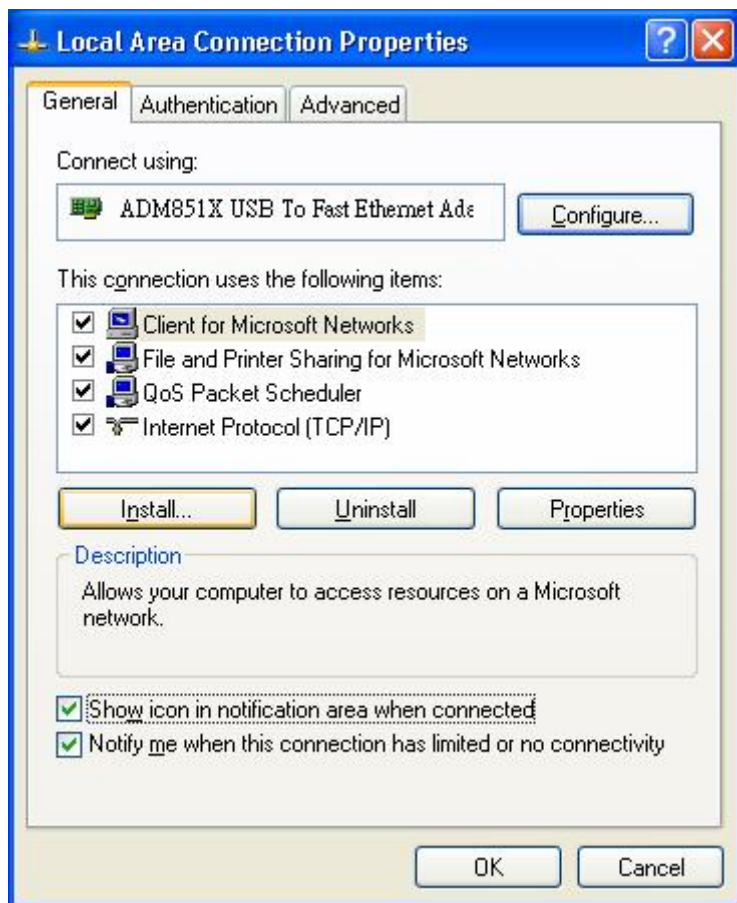 Local Area Connection Properties
General Authentication Advanced
Connect using:
ADM851X USB To Fast Ethernet Ada
Configure...
This connection uses the following items:
Client for Microsoft Networks
File and Printer Sharing for Microsoft Networks
QoS Packet Scheduler
Internet Protocol (TCP/IP)
Install... Uninstall Properties
Description
Allows your computer to access resources on a Microsoft
network.
Show icon in notification area when connected
Notify me when this connection has limited or no connectivity
OK Cancel